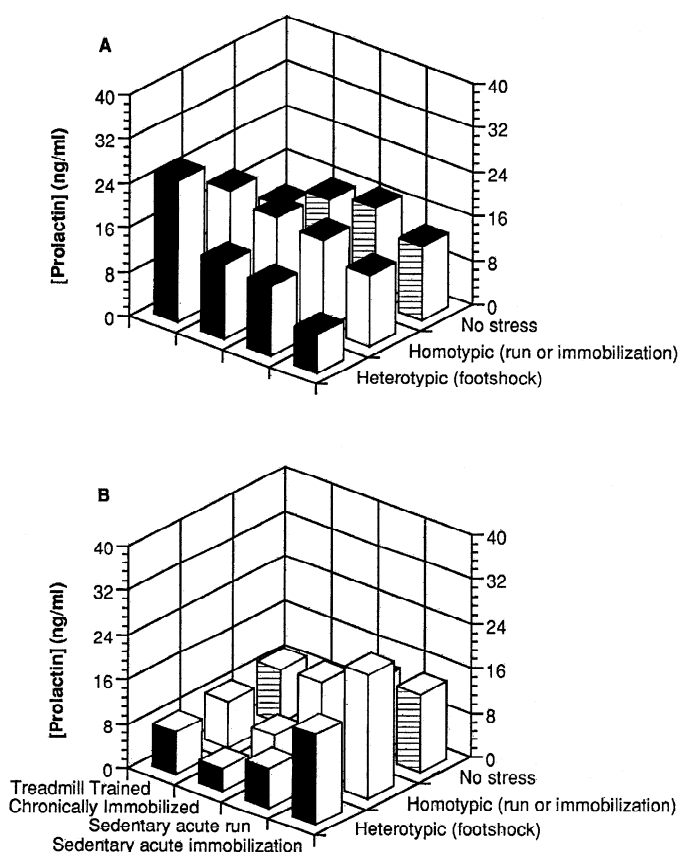 A
40
40
32
32
24
24
16
16
8
8
0
0
[Prolactin] (ng/ml)
No stress
Homotypic (run or immobilization)
Heterotypic (footshock)
B
40
40
32
32
24
24
16
16
8
8
0
0
[Prolactin] (ng/ml)
Treadmill Trained
Chronically Immobilized
Sedentary acute run
Sedentary acute immobilization
No stress
Homotypic (run or immobilization)
Heterotypic (footshock)